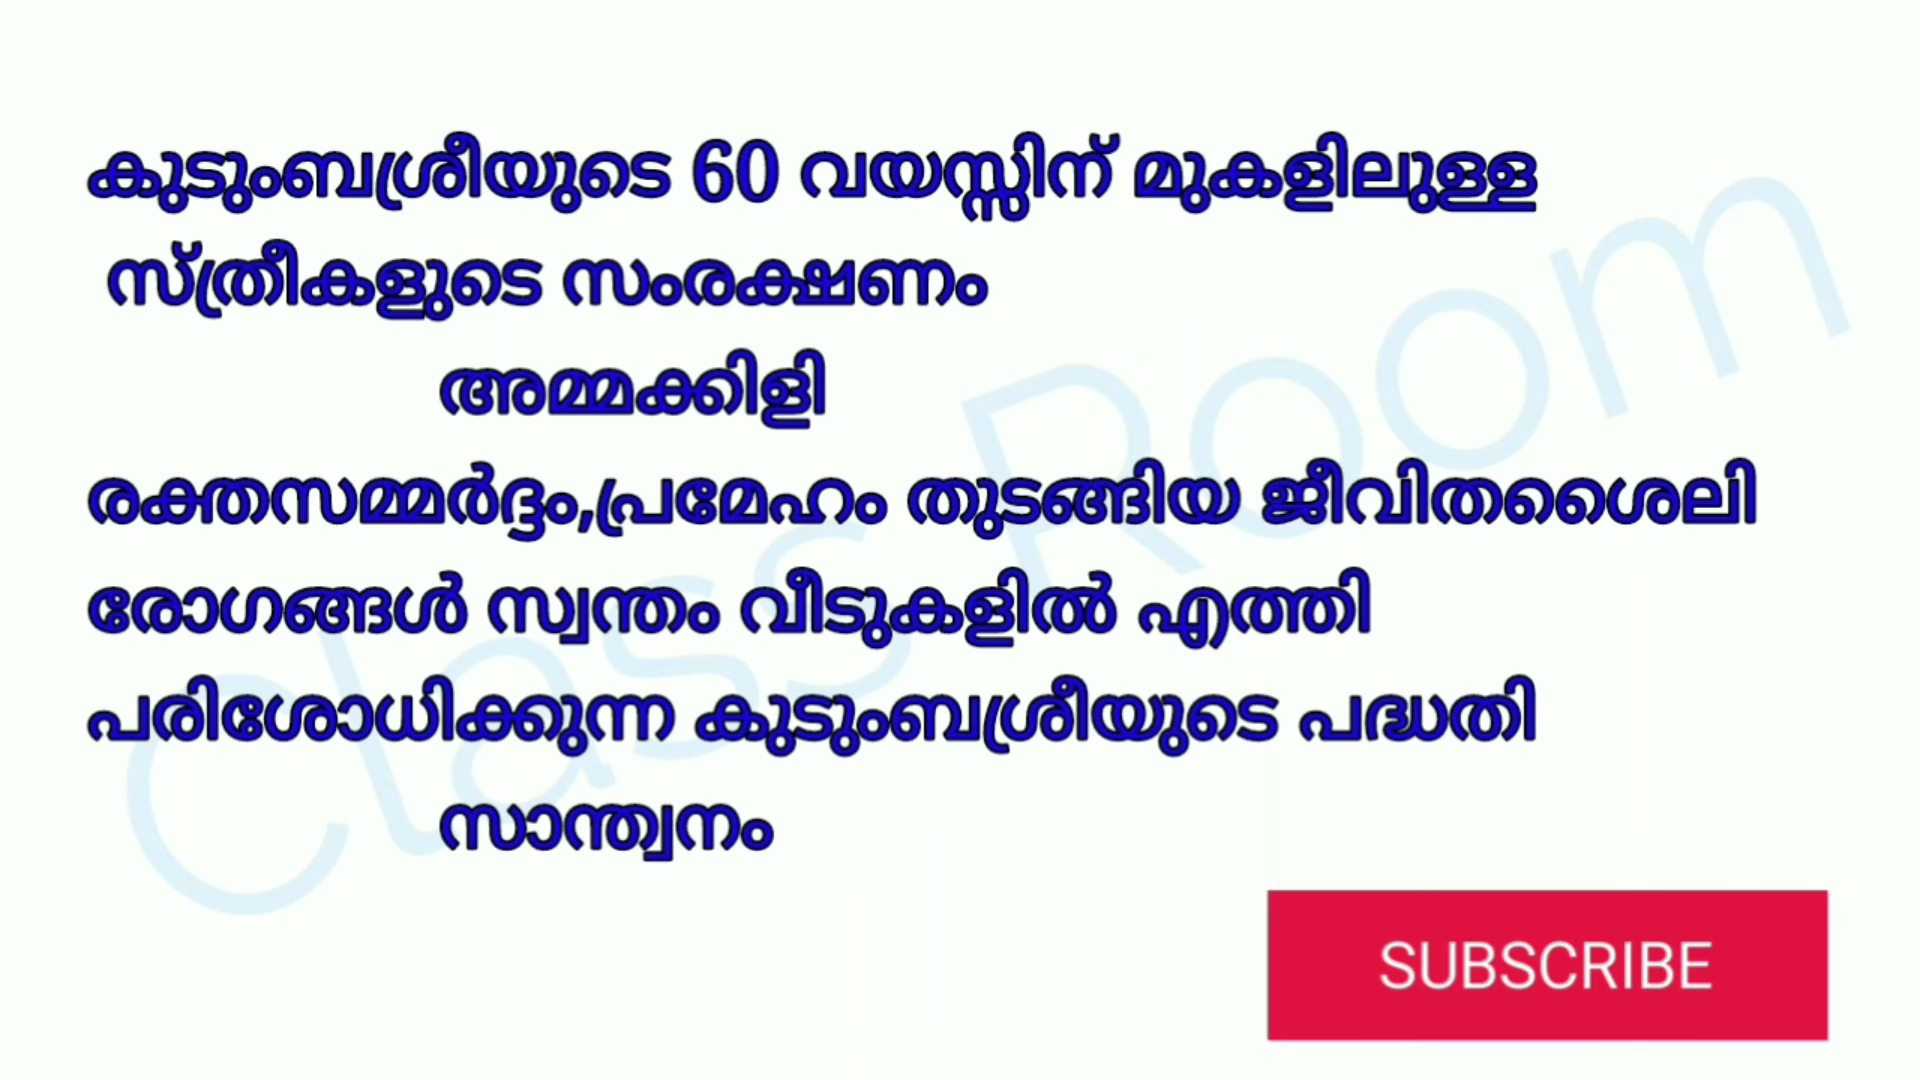 കുടുംബശ്രീയുടെ 60 വയസ്സിന് മുകളിലുള്ള
സ്ത്രീകളുടെ സംരക്ഷണം
അമ്മക്കിളി
രക്തസമ്മർദ്ദം,പ്രമേഹം തുടങ്ങിയ ജീവിതശൈലി
രോഗങ്ങൾ സ്വന്തം വീടുകളിൽ എത്തി
പരിശോധിക്കുന്ന കുടുംബശ്രീയുടെ പദ്ധതി
സാന്ത്വനം
Class Room
SUBSCRIBE